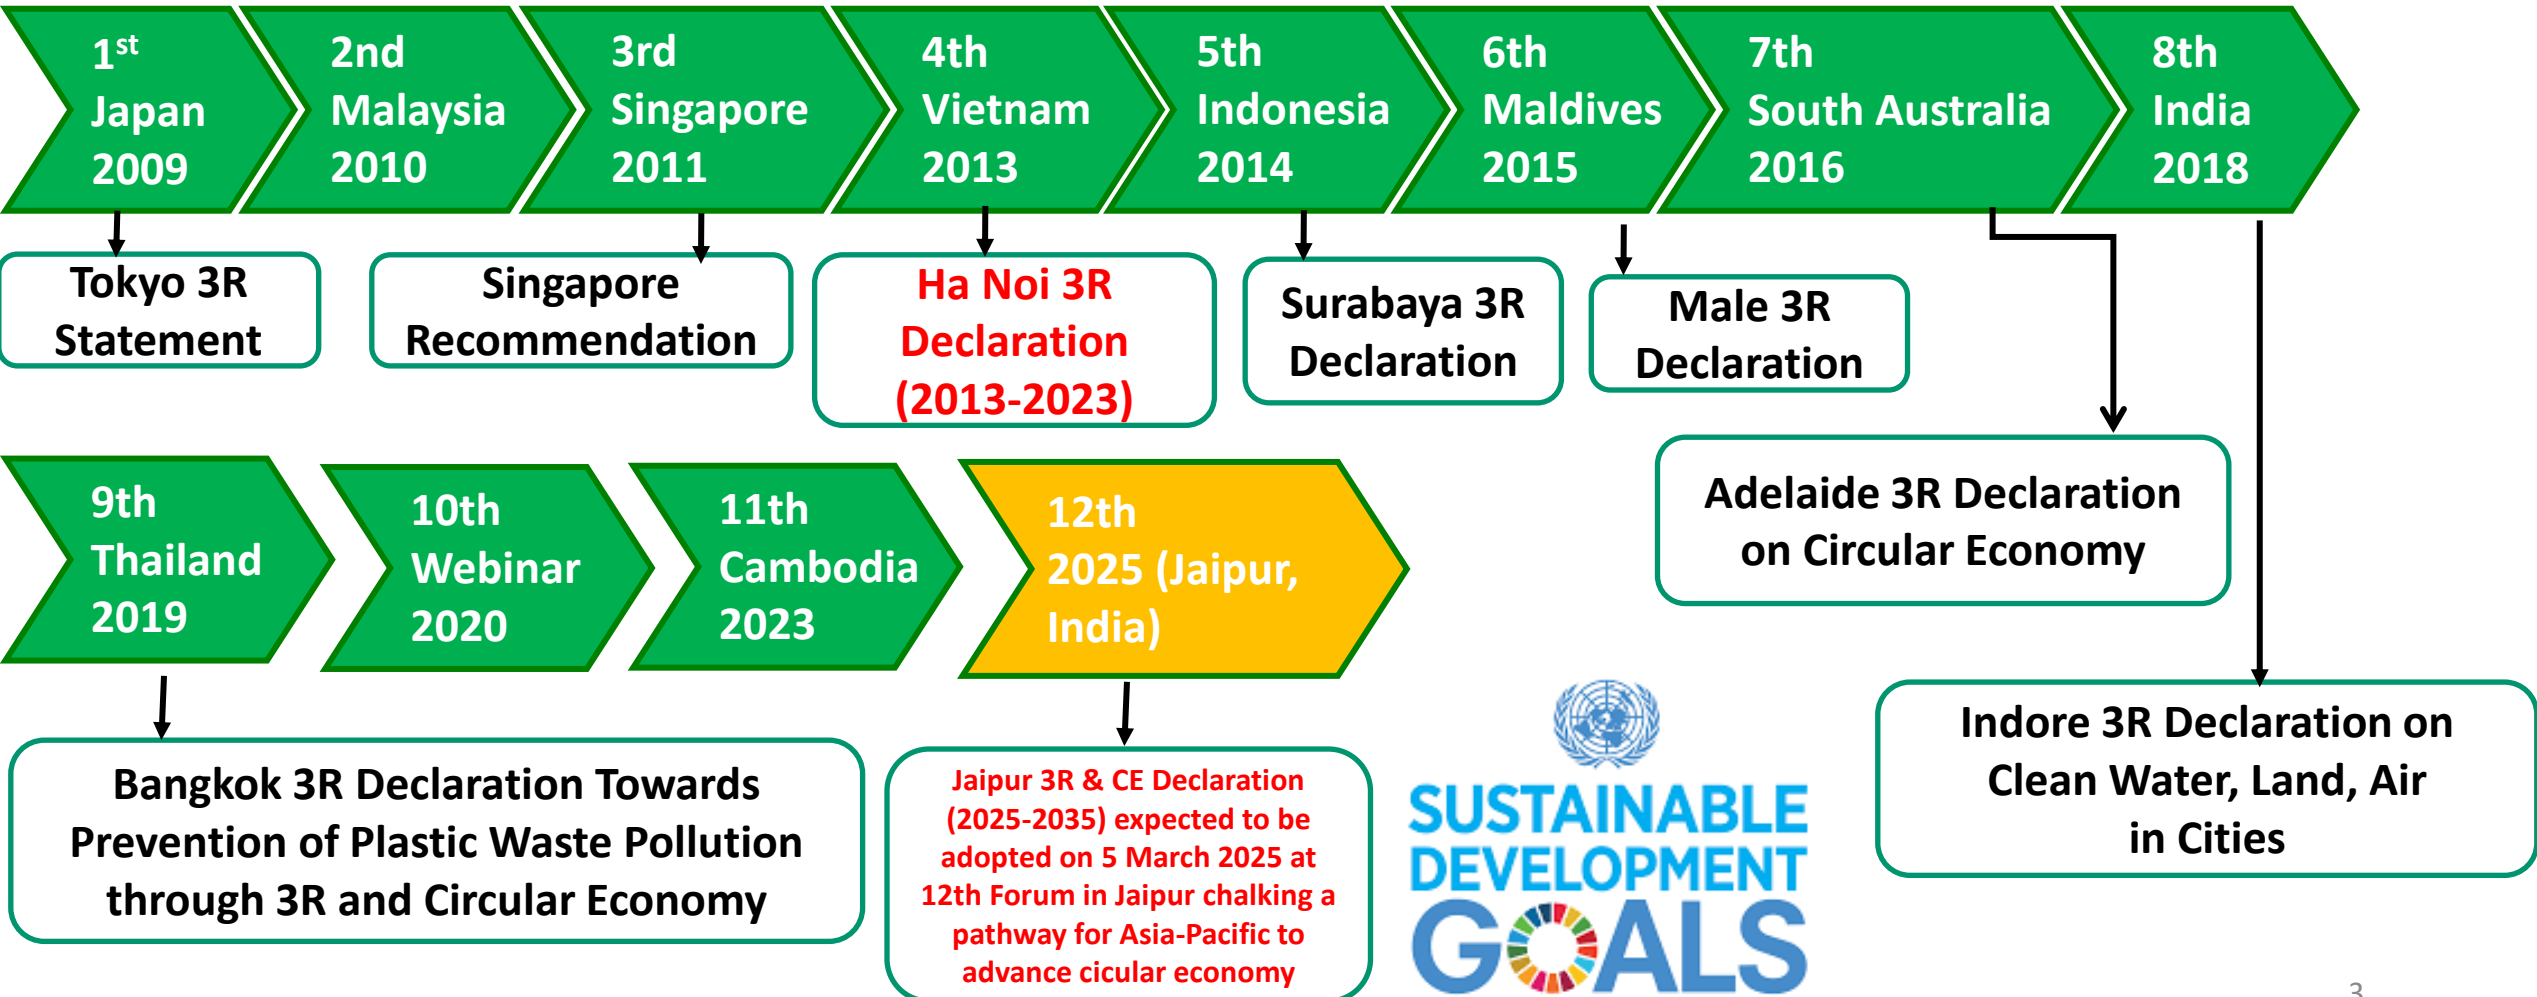 1st
Japan
2009
2nd
Malaysia
2010
3rd
Singapore
2011
4th
Vietnam
2013
5th
Indonesia
2014
6th
Maldives
2015
7th
South Australia
2016
8th
India
2018
Tokyo 3R
Statement
Singapore
Recommendation
Ha Noi 3R
Declaration
(2013-2023)
Surabaya 3R
Declaration
Male 3R
Declaration
Adelaide 3R Declaration
on Circular Economy
Indore 3R Declaration on
Clean Water, Land, Air
in Cities
9th
Thailand
2019
10th
Webinar
2020
11th
Cambodia
2023
12th
2025 (Jaipur,
India)
Bangkok 3R Declaration Towards
Prevention of Plastic Waste Pollution
through 3R and Circular Economy
Jaipur 3R & CE Declaration
(2025-2035) expected to be
adopted on 5 March 2025 at
12th Forum in Jaipur chalking a
pathway for Asia-Pacific to
advance cicular economy
SUSTAINABLE
DEVELOPMENT
GOALS
3